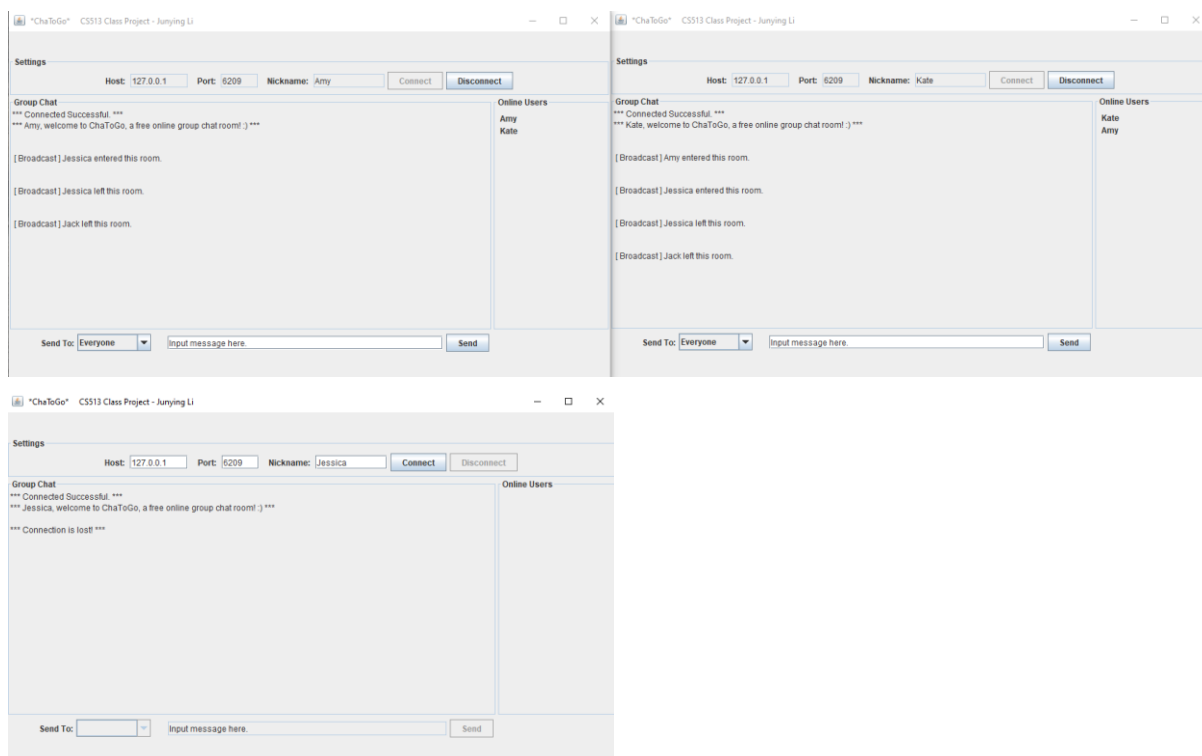 *ChaToGo* CS513 Class Project - Junying Li
Settings
Host: 127.0.0.1 Port: 6209 Nickname: Amy Connect Disconnect
Group Chat
*** Connected Successful. ***
*** Amy, welcome to ChaToGo, a free online group chat room! :) ***
[ Broadcast ] Jessica entered this room.
[ Broadcast ] Jessica left this room.
[ Broadcast ] Jack left this room.
Online Users
Amy
Kate
Send To: Everyone Input message here. Send
*ChaToGo* CS513 Class Project - Junying Li
Settings
Host: 127.0.0.1 Port: 6209 Nickname: Kate Connect Disconnect
Group Chat
*** Connected Successful. ***
*** Kate, welcome to ChaToGo, a free online group chat room! :) ***
[ Broadcast ] Amy entered this room.
[ Broadcast ] Jessica entered this room.
[ Broadcast ] Jessica left this room.
[ Broadcast ] Jack left this room.
Online Users
Kate
Amy
Send To: Everyone Input message here. Send
*ChaToGo* CS513 Class Project - Junying Li
Settings
Host: 127.0.0.1 Port: 6209 Nickname: Jessica Connect Disconnect
Group Chat
*** Connected Successful. ***
*** Jessica, welcome to ChaToGo, a free online group chat room! :) ***
*** Connection is lost! ***
Online Users
Send To: Input message here. Send